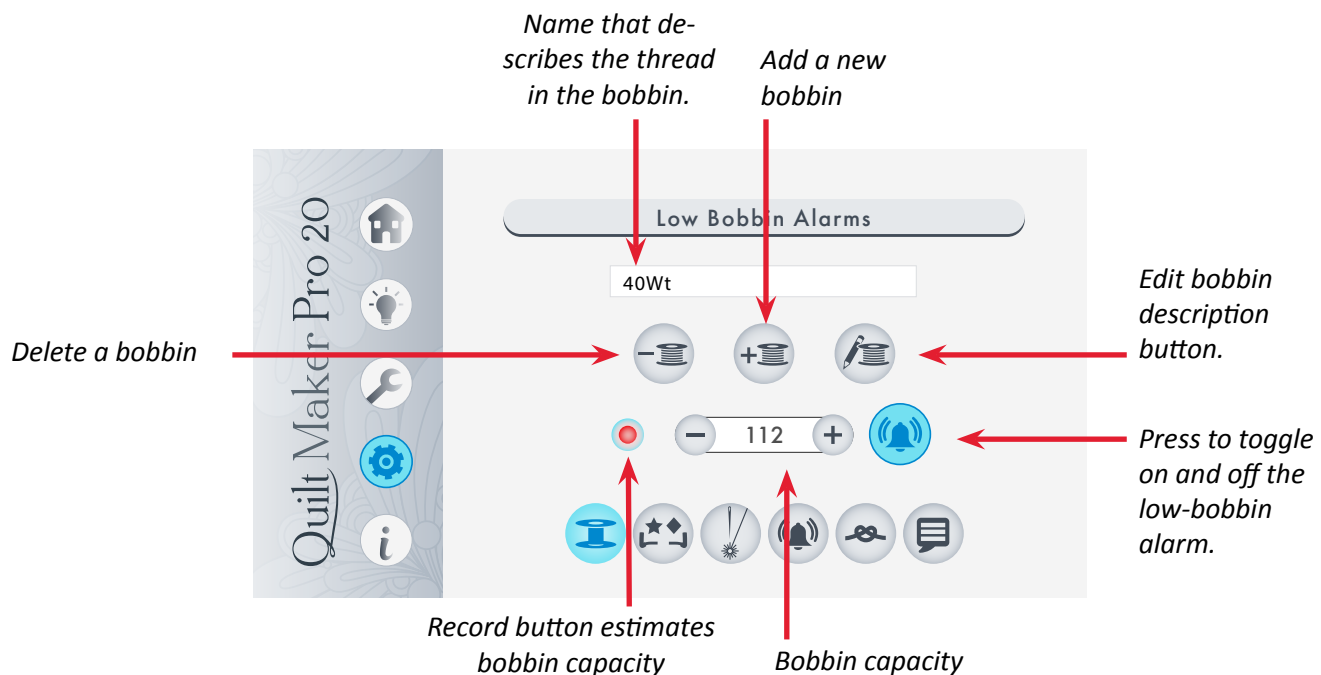 Name that de-
scribes the thread
in the bobbin.
Add a new
bobbin
Quilt Maker Pro 20
Low Bobbin Alarms
40Wt
Edit bobbin
description
button.
Delete a bobbin
112
Press to toggle
on and off the
low-bobbin
alarm.
i
Record button estimates
bobbin capacity
Bobbin capacity